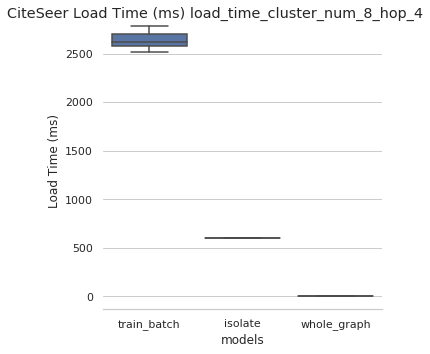 CiteSeer Load Time (ms) load_time_cluster_num_8_hop_4
2500
2000
1500
1000
500
0
Load Time (ms)
train_batch isolate whole_graph
models